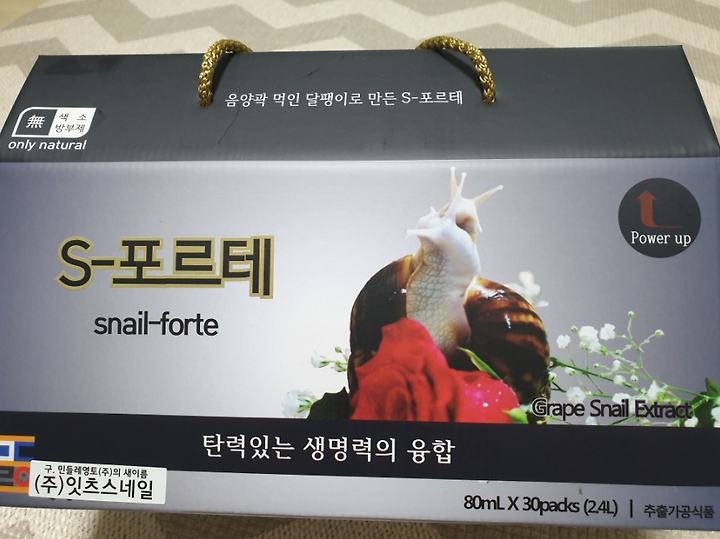 음양곽 먹인 달팽이로 만든 S-포르테
無 색소
방부제
only natural
Power up
S-포르테
snail-forte
Grape Snail Extract
탄력있는 생명력의 융합
구. 민들레영토(주)의 새이름
(주)잇츠스네일
80mL X 30packs (2.4L) | 추출가공식품